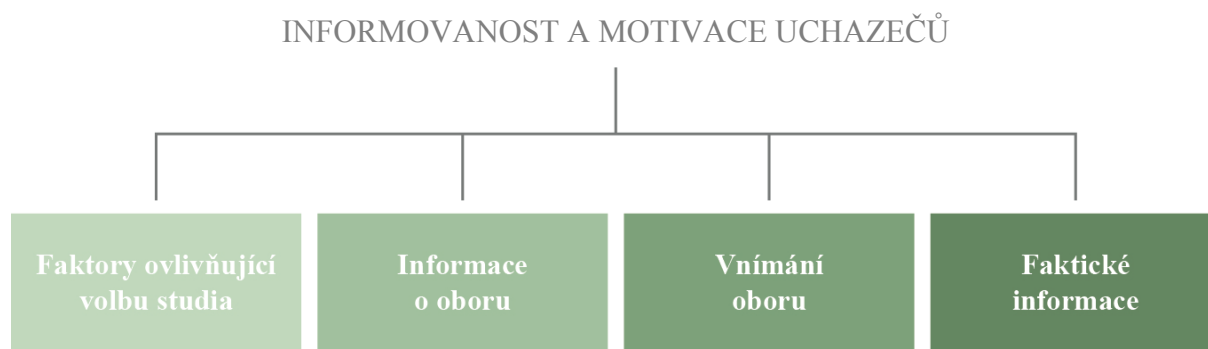 INFORMOVANOST A MOTIVACE UCHAZEČŮ
Faktory ovlivňující
volbu studia
Informace
o oboru
Vnímání
oboru
Faktické
informace